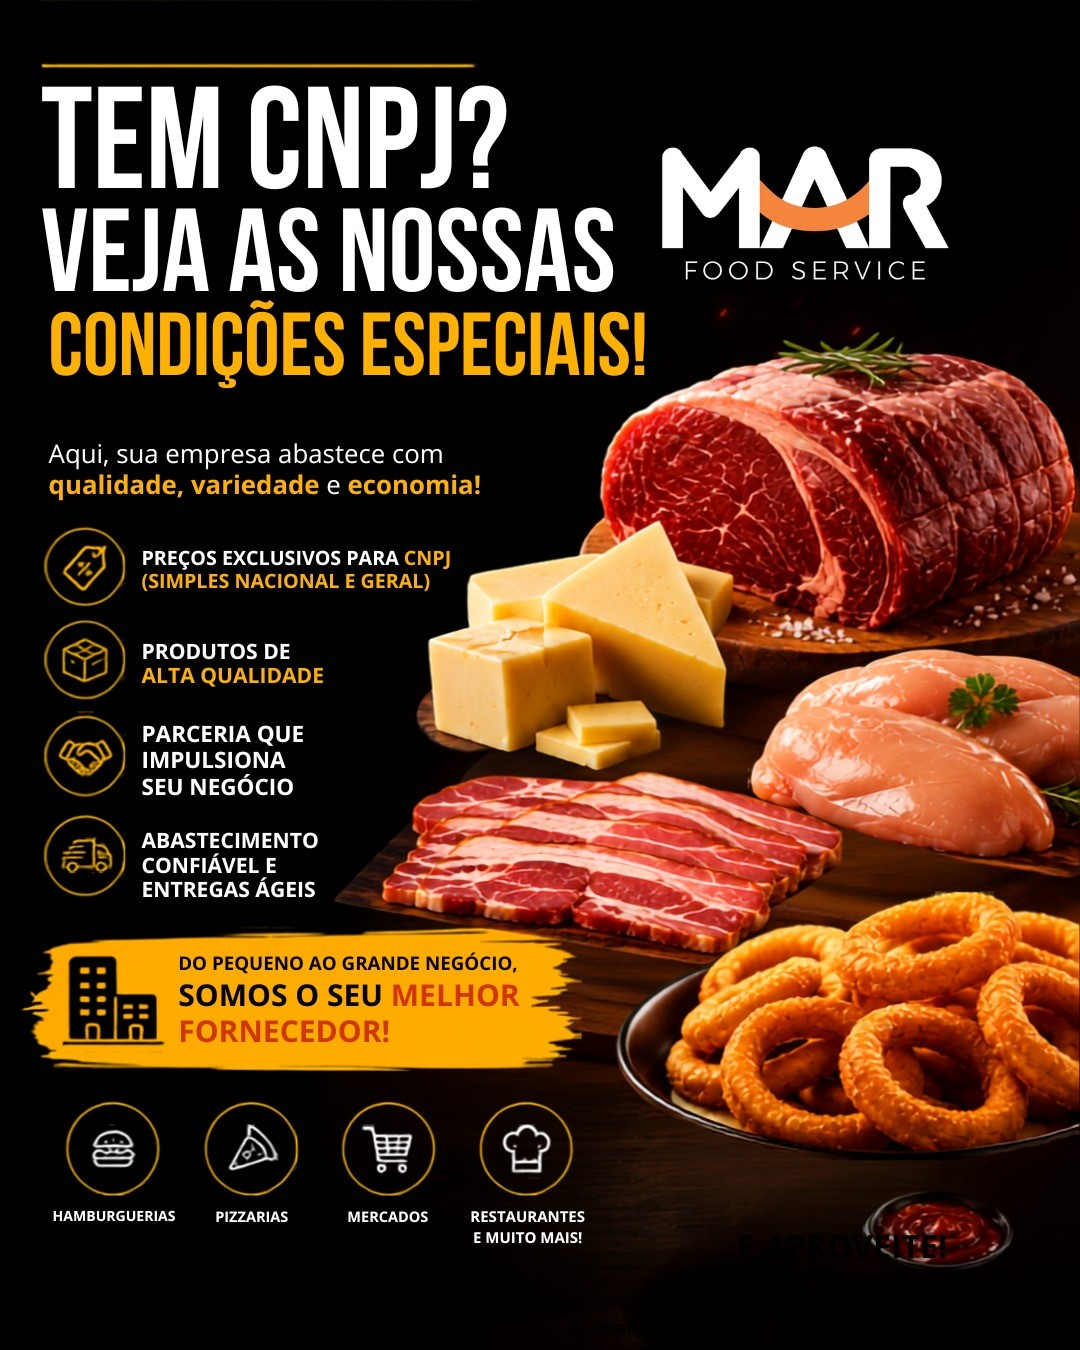 TEM CNPJ?
VEJA AS NOSSAS
CONDIÇÕES ESPECIAIS!
MAR
FOOD SERVICE
Aqui, sua empresa abastece com
qualidade, variedade e economia!
PREÇOS EXCLUSIVOS PARA CNPJ
(SIMPLES NACIONAL E GERAL)
PRODUTOS DE
ALTA QUALIDADE
PARCERIA QUE
IMPULSIONA
SEU NEGÓCIO
ABASTECIMENTO
CONFIÁVEL E
ENTREGAS ÁGEIS
DO PEQUENO AO GRANDE NEGÓCIO,
SOMOS O SEU MELHOR
FORNECEDOR!
HAMBURGUERIAS
PIZZARIAS
MERCADOS
RESTAURANTES
E MUITO MAIS!
E APROVEITE!